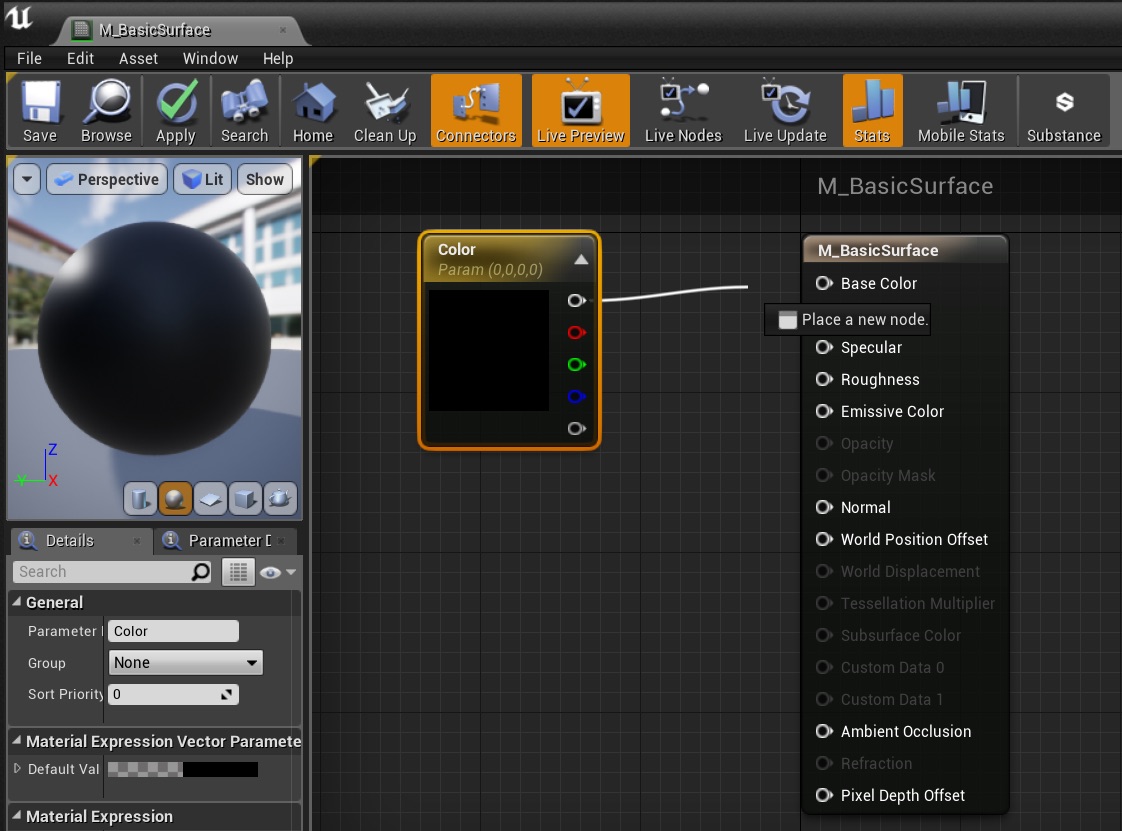 M_BasicSurface
File Edit Asset Window Help
Save Browse Apply Search Home Clean Up Connectors Live Preview Live Nodes Live Update Stats Mobile Stats Substance
Perspective Lit Show
M_BasicSurface
Color
Param (0,0,0,0)
M_BasicSurface
Base Color
Place a new node.
Specular
Roughness
Emissive Color
Opacity
Opacity Mask
Normal
World Position Offset
World Displacement
Tessellation Multiplier
Subsurface Color
Custom Data 0
Custom Data 1
Ambient Occlusion
Refraction
Pixel Depth Offset
Z
Y X
Details Parameter D
Search
General
Parameter Color
Group None
Sort Priority 0
Material Expression Vector Paramete
Default Val
Material Expression